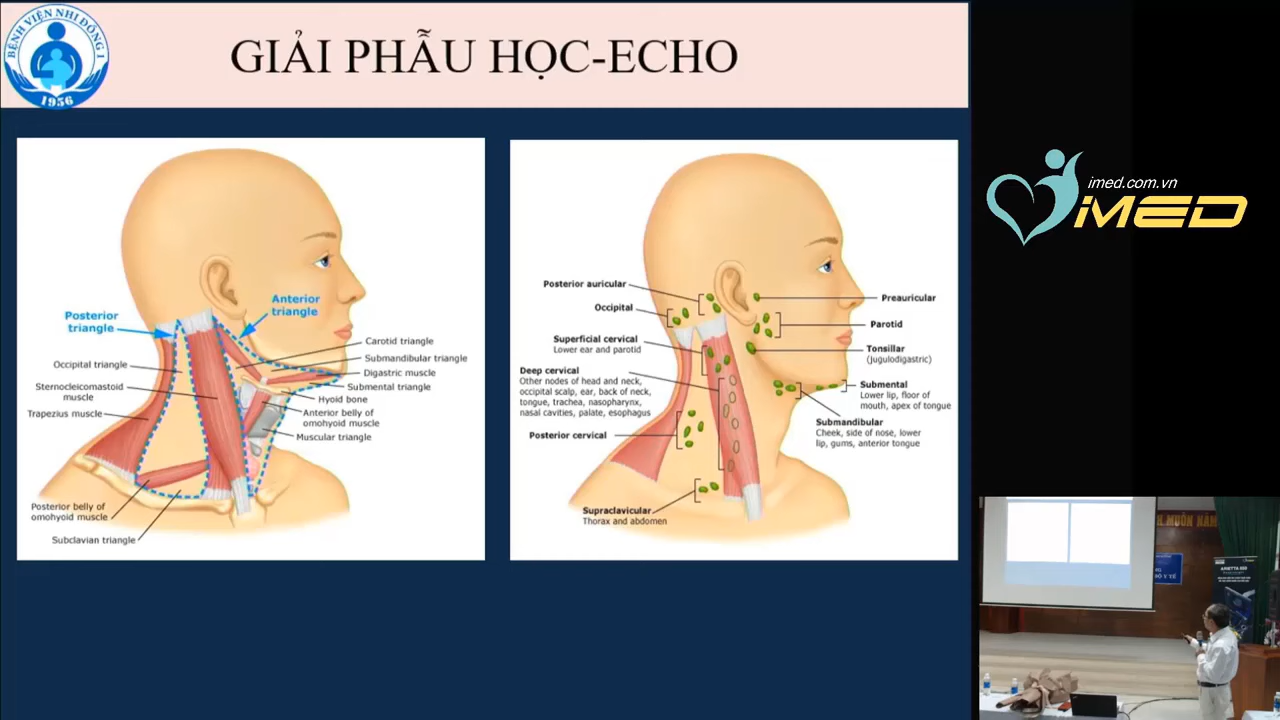 BỆNH VIỆN NHI ĐỒNG 1
1956
GIẢI PHẪU HỌC-ECHO
Posterior
triangle
Anterior
triangle
Occipital triangle
Sternocleicomastoid
muscle
Trapezius muscle
Posterior belly of
omohyoid muscle
Subclavian triangle
Carotid triangle
Submandibular triangle
Digastric muscle
Submental triangle
Hyoid bone
Anterior belly of
omohyoid muscle
Muscular triangle
Posterior auricular
Occipital
Superficial cervical
Lower ear and parotid
Deep cervical
Other nodes of head and neck,
occipital scalp, ear, back of neck,
tongue, trachea, nasopharynx,
nasal cavities, palate, esophagus
Posterior cervical
Supraclavicular
Thorax and abdomen
Preauricular
Parotid
Tonsillar
(jugulodigastric)
Submental
Lower lip, floor of
mouth, apex of tongue
Submandibular
Cheek, side of nose, lower
lip, gums, anterior tongue
imed.com.vn
iMED
MUÔN NĂM
Y TẾ